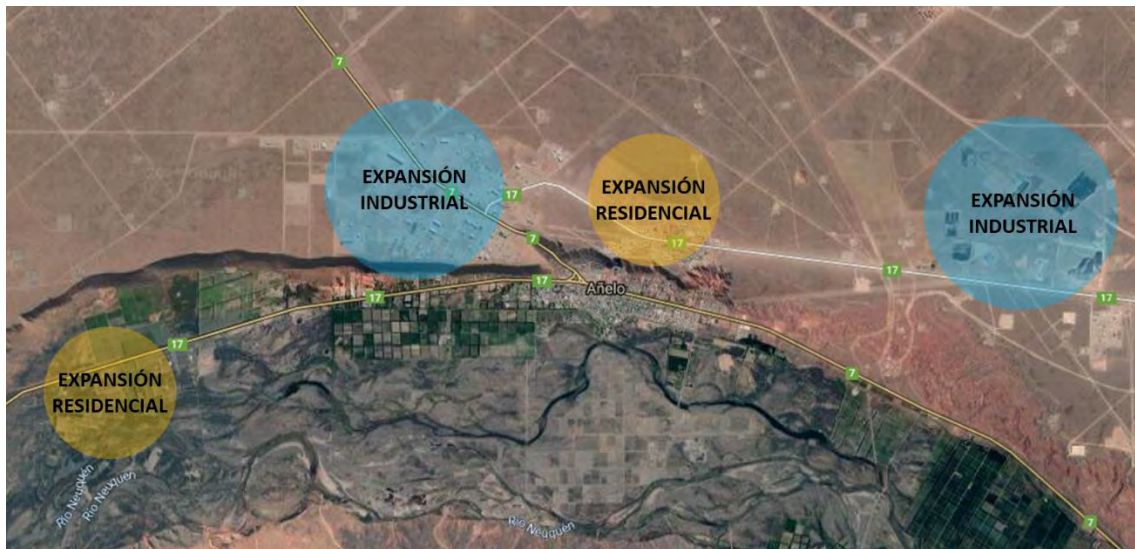 7
EXPANSIÓN
INDUSTRIAL
7
17
EXPANSIÓN
RESIDENCIAL
EXPANSIÓN
INDUSTRIAL
7
17
17
17
17
17
Añelo
17
7
EXPANSIÓN
RESIDENCIAL
Río Neuquén
Río Neuquén
Río Neuquén
7